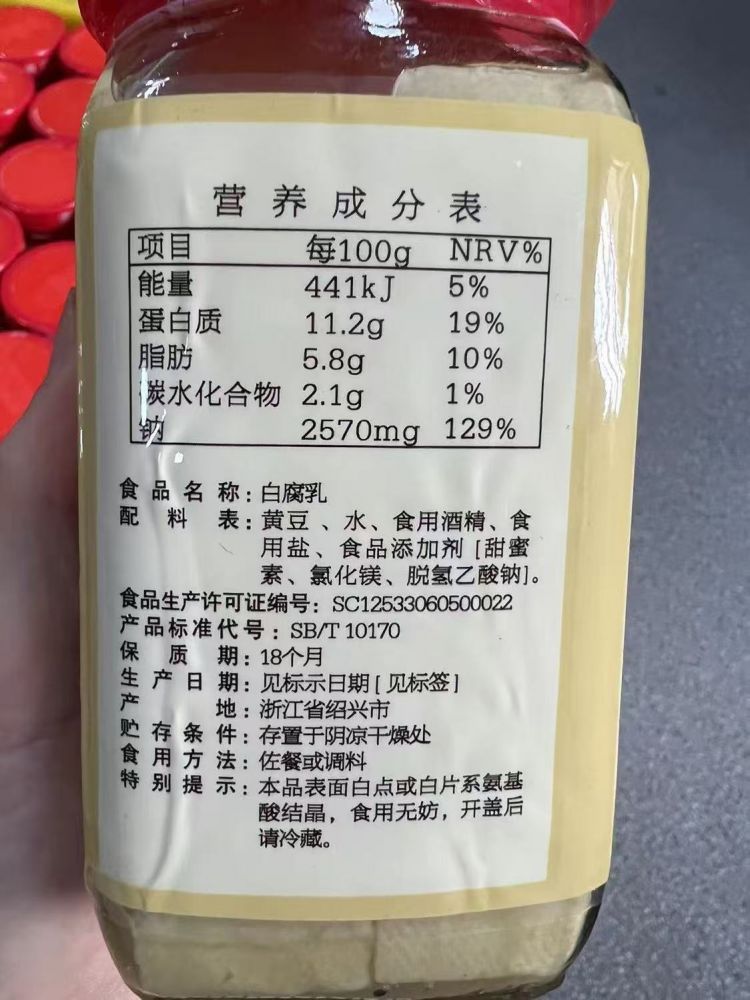 营养成分表
项目 每100g NRV%
能量 441kJ 5%
蛋白质 11.2g 19%
脂肪 5.8g 10%
碳水化合物 2.1g 1%
钠 2570mg 129%
食品名称:白腐乳
配料表:黄豆、水、食用酒精、食
用盐、食品添加剂[甜蜜
素、氯化镁、脱氢乙酸钠]。
食品生产许可证编号:SC12533060500022
产品标准代号:SB/T 10170
保质期:18个月
生产日期:见标示日期[见标签]
产地:浙江省绍兴市
贮存条件:存置于阴凉干燥处
食用方法:佐餐或调料
特别提示:本品表面白点或白片系氨基
酸结晶，食用无妨，开盖后
请冷藏。